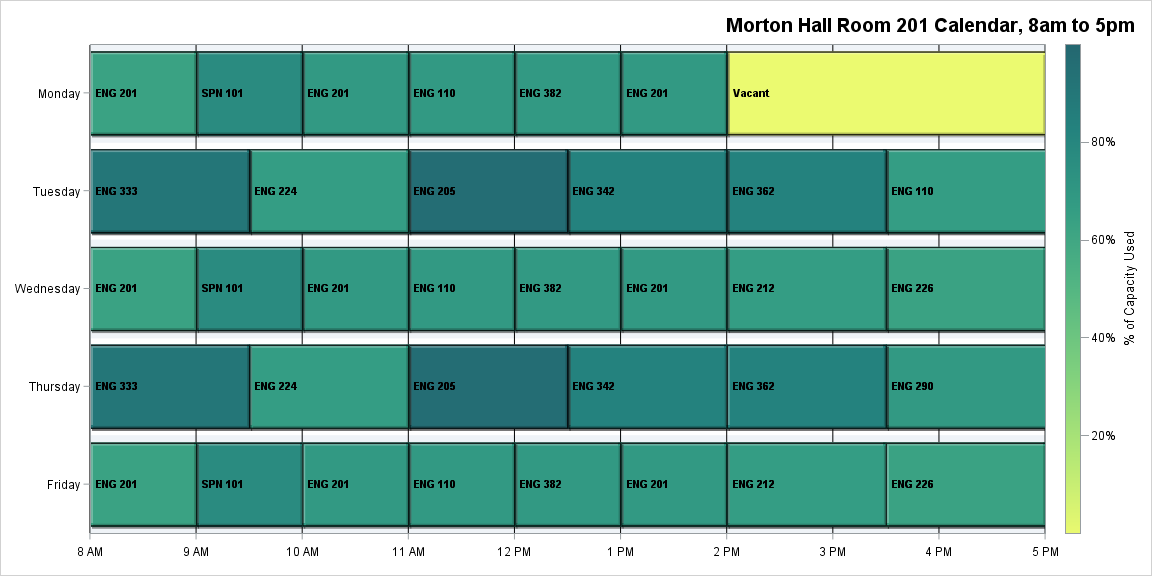 Morton Hall Room 201 Calendar, 8am to 5pm
Monday
ENG 201 SPN 101 ENG 201 ENG 110 ENG 382 ENG 201 Vacant
Tuesday
ENG 333 ENG 224 ENG 205 ENG 342 ENG 362 ENG 110
Wednesday
ENG 201 SPN 101 ENG 201 ENG 110 ENG 382 ENG 201 ENG 212 ENG 226
Thursday
ENG 333 ENG 224 ENG 205 ENG 342 ENG 362 ENG 290
Friday
ENG 201 SPN 101 ENG 201 ENG 110 ENG 382 ENG 201 ENG 212 ENG 226
8 AM 9 AM 10 AM 11 AM 12 PM 1 PM 2 PM 3 PM 4 PM 5 PM
80%
60%
40%
20%
% of Capacity Used